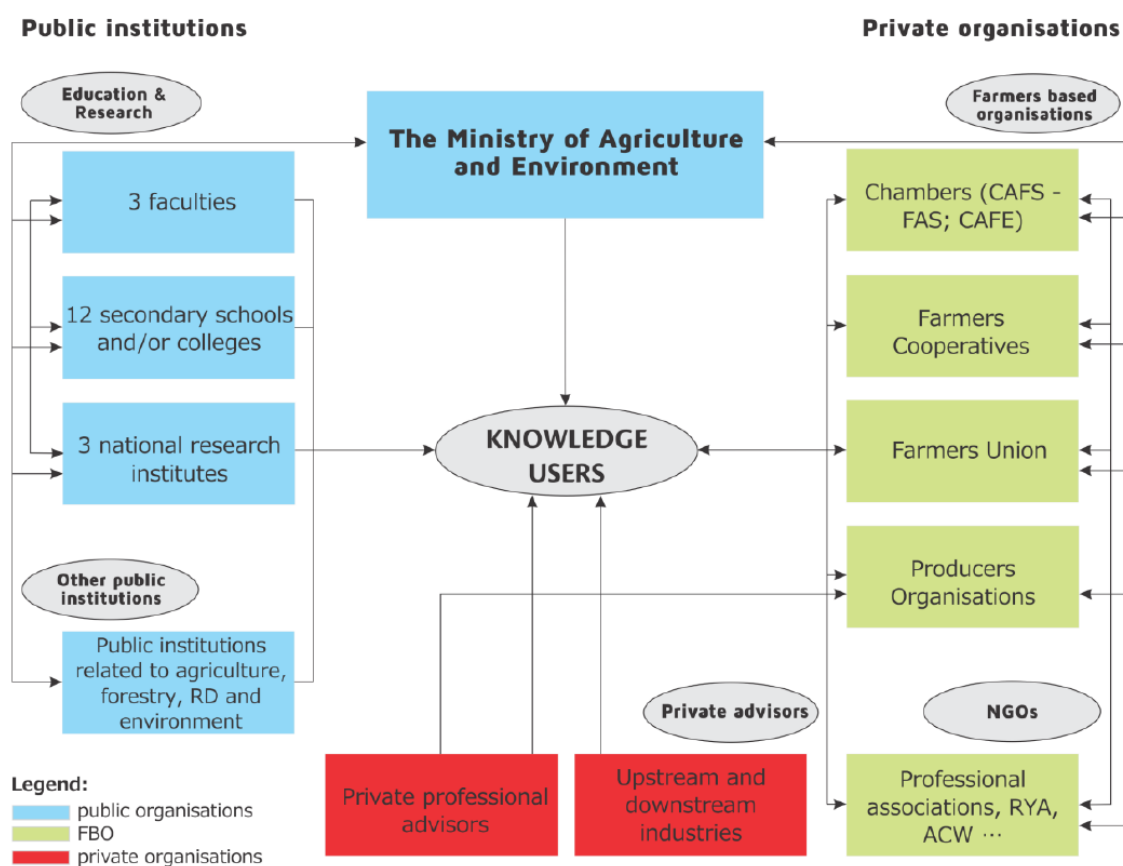 Public institutions
Private organisations
Education &
Research
Farmers based
organisations
The Ministry of Agriculture
and Environment
3 faculties
Chambers (CAFS -
FAS; CAFE)
12 secondary schools
and/or colleges
Farmers
Cooperatives
3 national research
institutes
KNOWLEDGE
USERS
Farmers Union
Other public
institutions
Producers
Organisations
Public institutions
related to agriculture,
forestry, RD and
environment
Private advisors
NGOs
Private professional
advisors
Upstream and
downstream
industries
Professional
associations, RYA,
ACW ...
Legend:
public organisations
FBO
private organisations